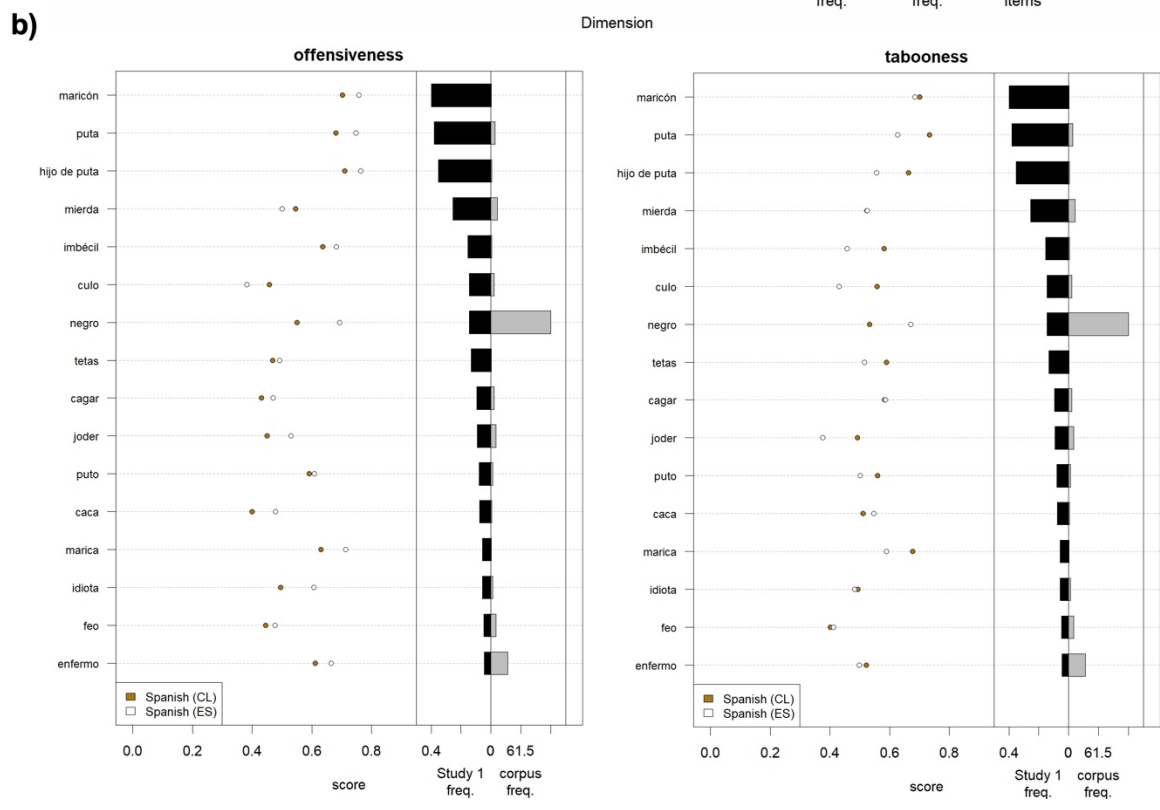 freq. freq. items
Dimension
b)
offensiveness
maricón
puta
hijo de puta
mierda
imbécil
culo
negro
tetas
cagar
joder
puto
caca
marica
idiota
feo
enfermo
Spanish (CL)
Spanish (ES)
0.0 0.2 0.4 0.6 0.8 0.4 0 61.5
score
Study 1 freq.
corpus freq.
tabooness
maricón
puta
hijo de puta
mierda
imbécil
culo
negro
tetas
cagar
joder
puto
caca
marica
idiota
feo
enfermo
Spanish (CL)
Spanish (ES)
0.0 0.2 0.4 0.6 0.8 0.4 0 61.5
score
Study 1 freq.
corpus freq.